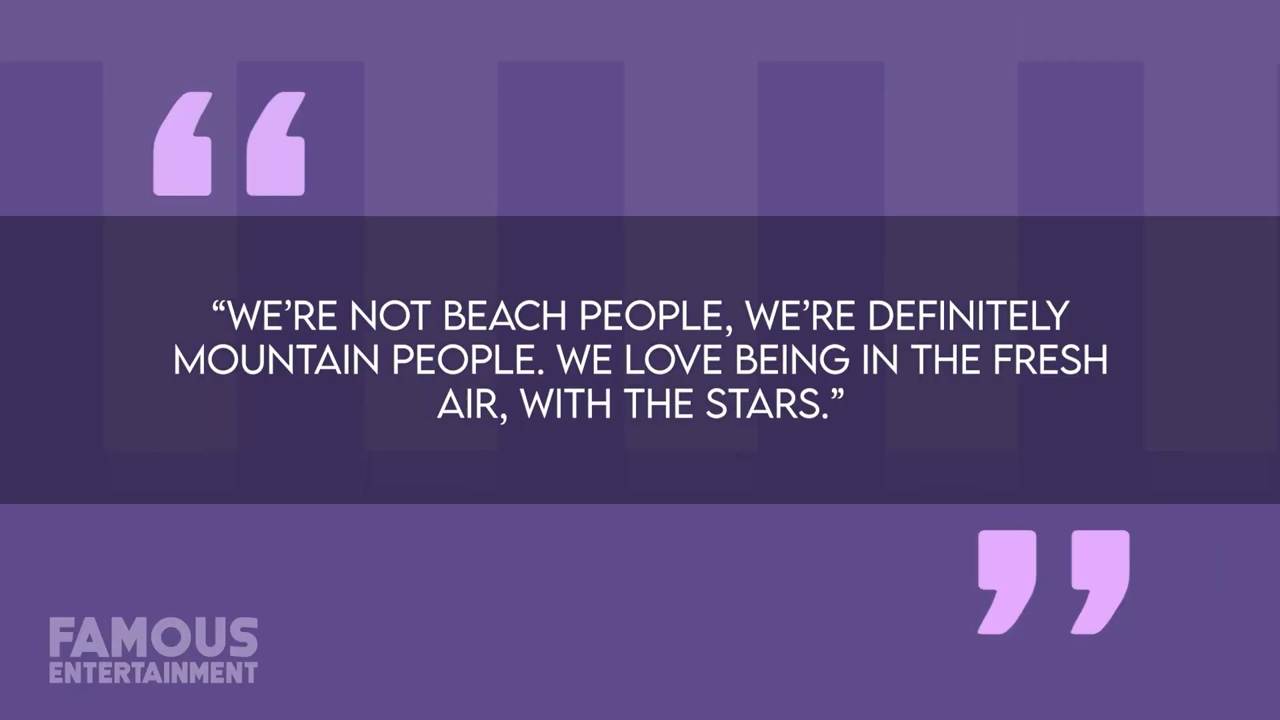 “WE’RE NOT BEACH PEOPLE, WE’RE DEFINITELY
MOUNTAIN PEOPLE. WE LOVE BEING IN THE FRESH
AIR, WITH THE STARS.”
FAMOUS
ENTERTAINMENT